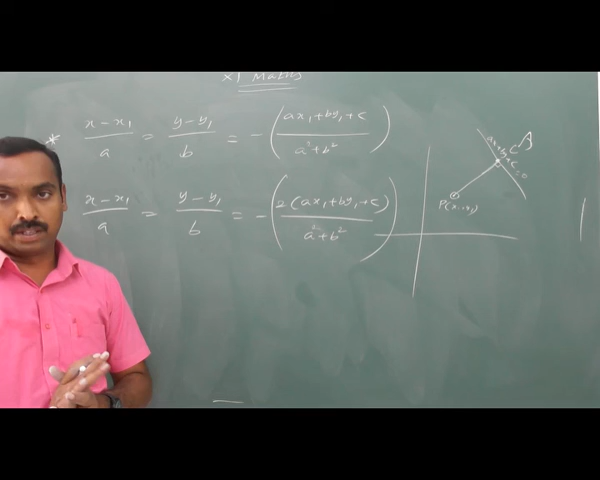 XI Maths
* x-x₁/a = y-y₁/b = -(ax₁+by₁+c/a²+b²)
x-x₁/a = y-y₁/b = -(2(ax₁+by₁+c)/a²+b²)
ax+by+c=0
P(x₁,y₁)